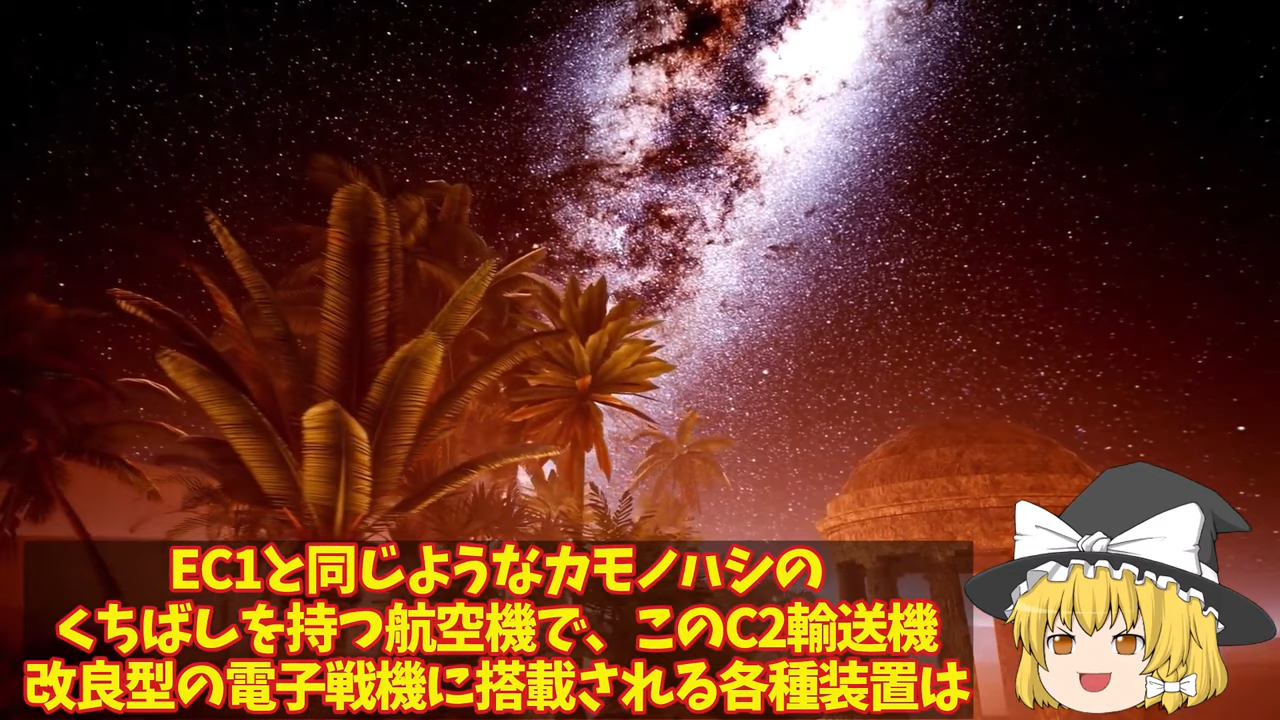 EC1と同じようなカモノハシの
くちばしを持つ航空機で、このC2輸送機
改良型の電子戦機に搭載される各種装置は